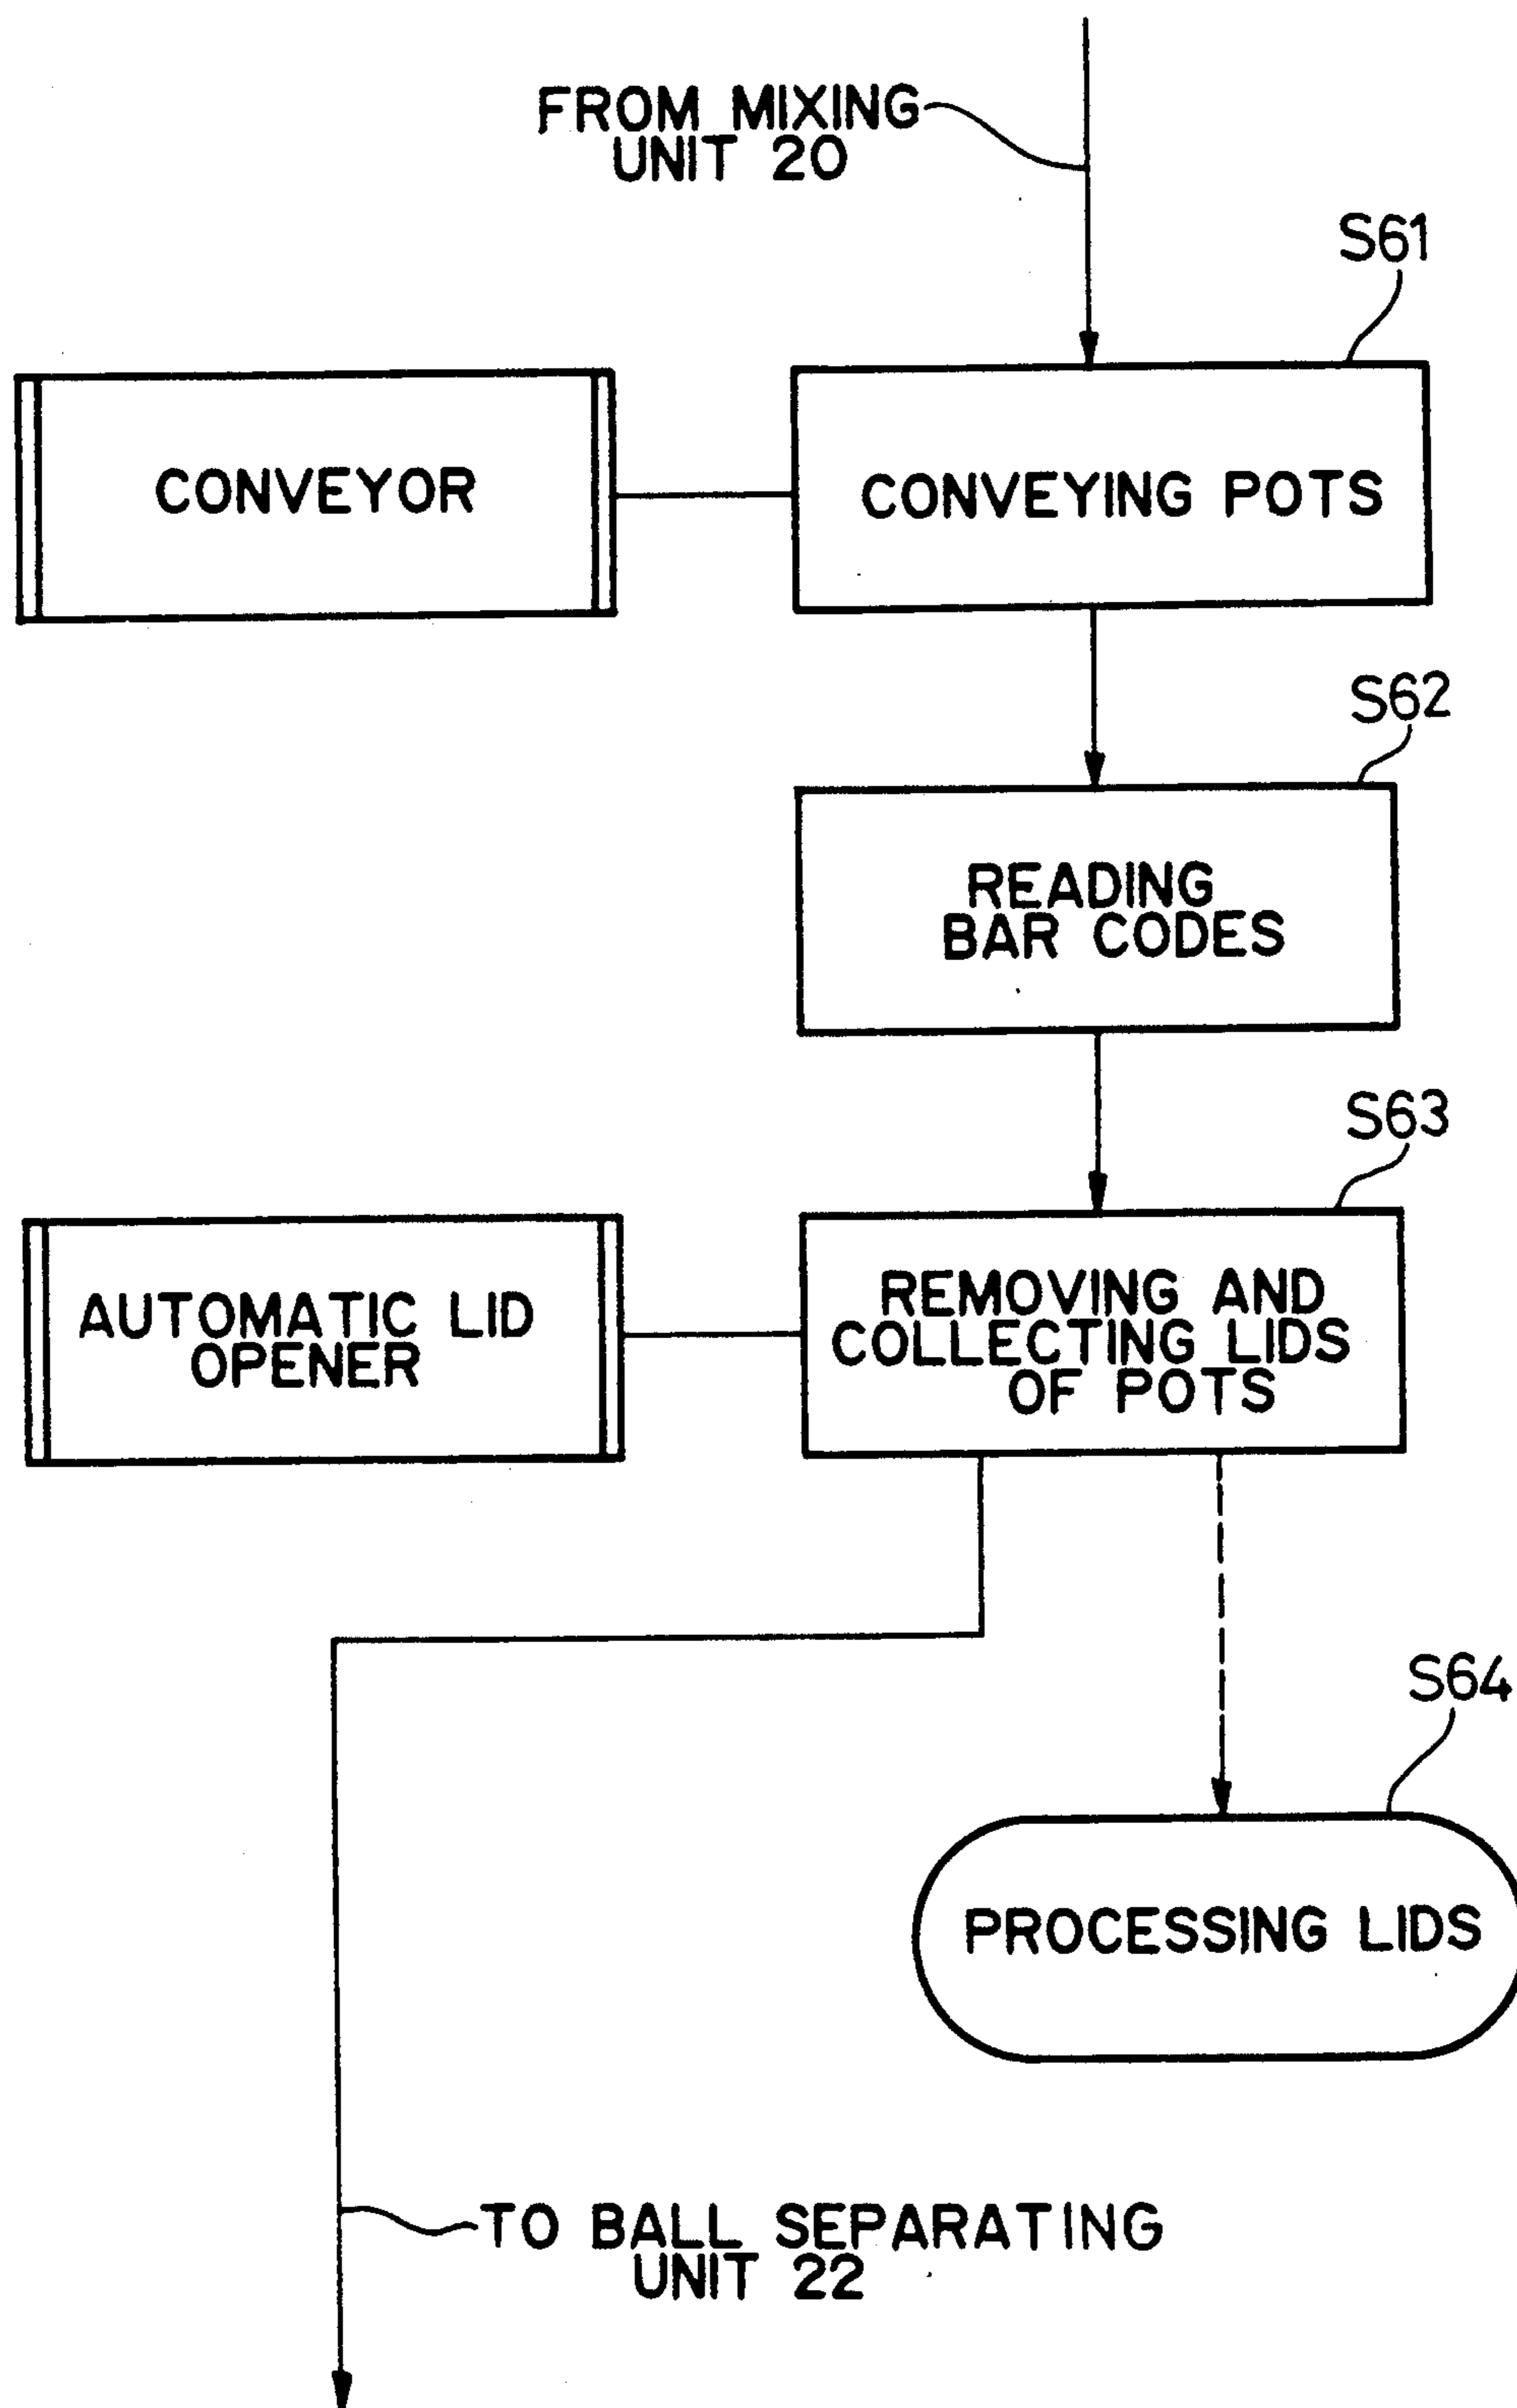 FROM MIXING
UNIT 20
S61
CONVEYOR
CONVEYING POTS
S62
READING
BAR CODES
S63
AUTOMATIC LID
OPENER
REMOVING AND
COLLECTING LIDS
OF POTS
S64
PROCESSING LIDS
TO BALL SEPARATING
UNIT 22